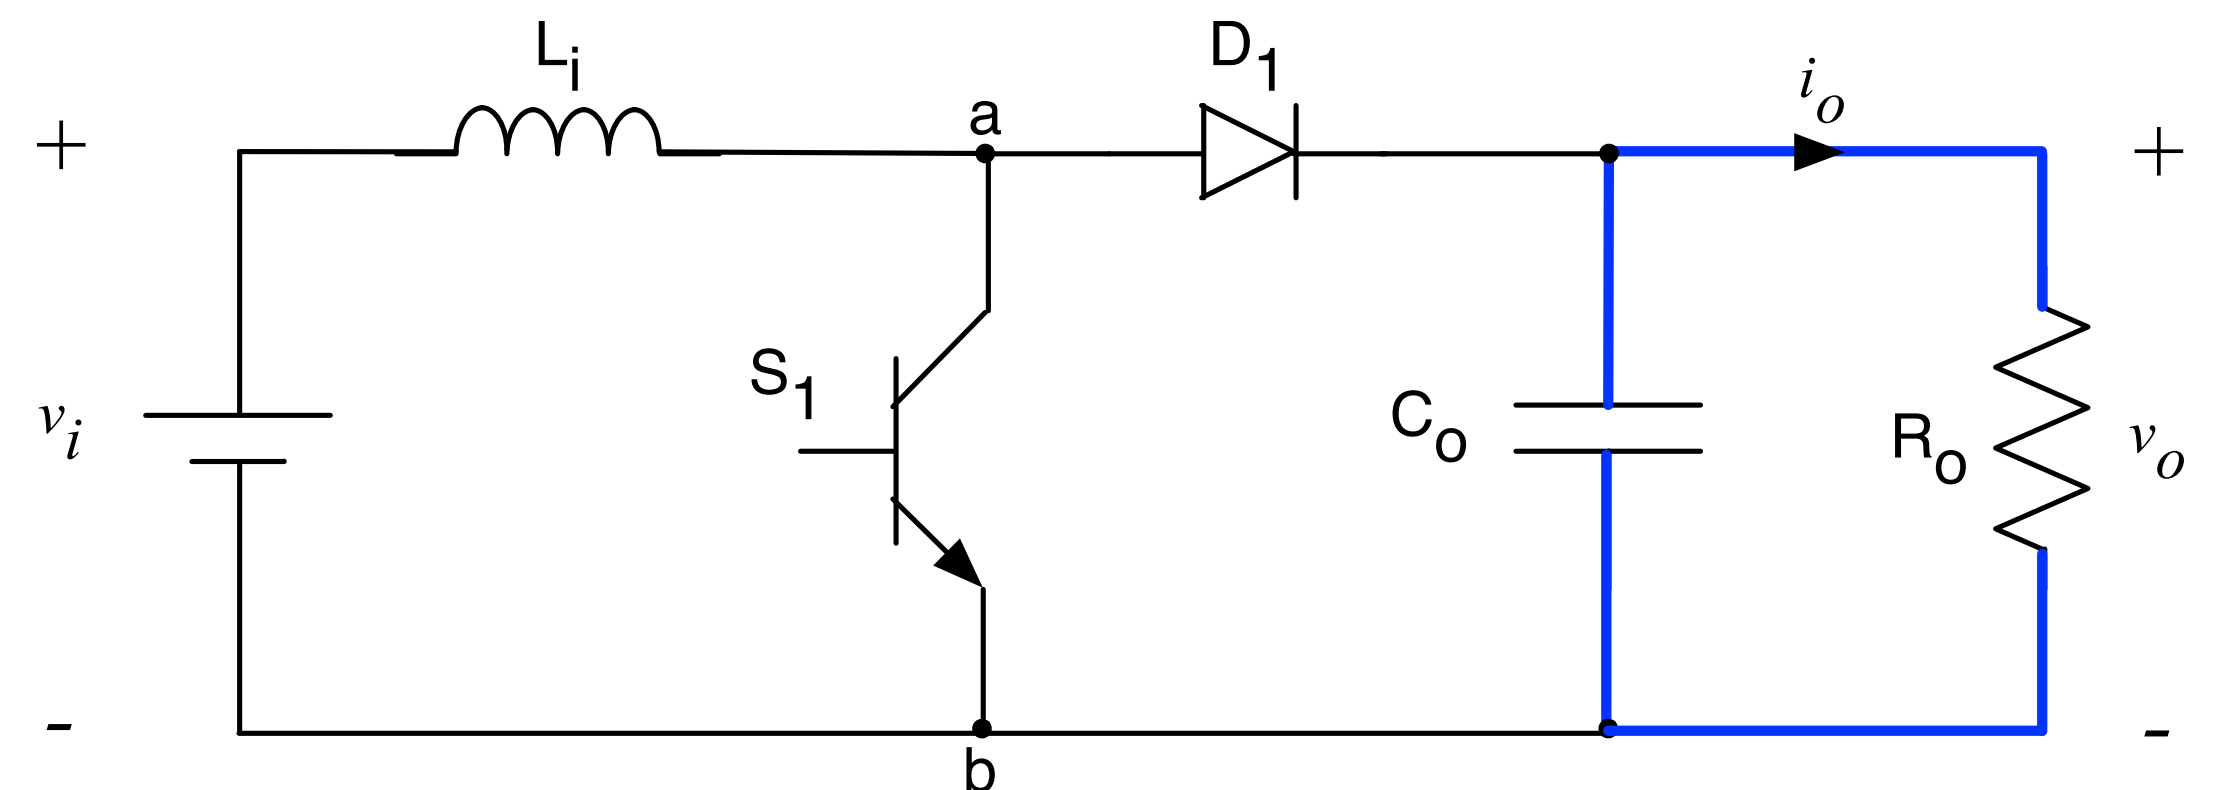 Li
D1
a
io
+
+
S1
vi
Co
Ro
vo
-
-
b